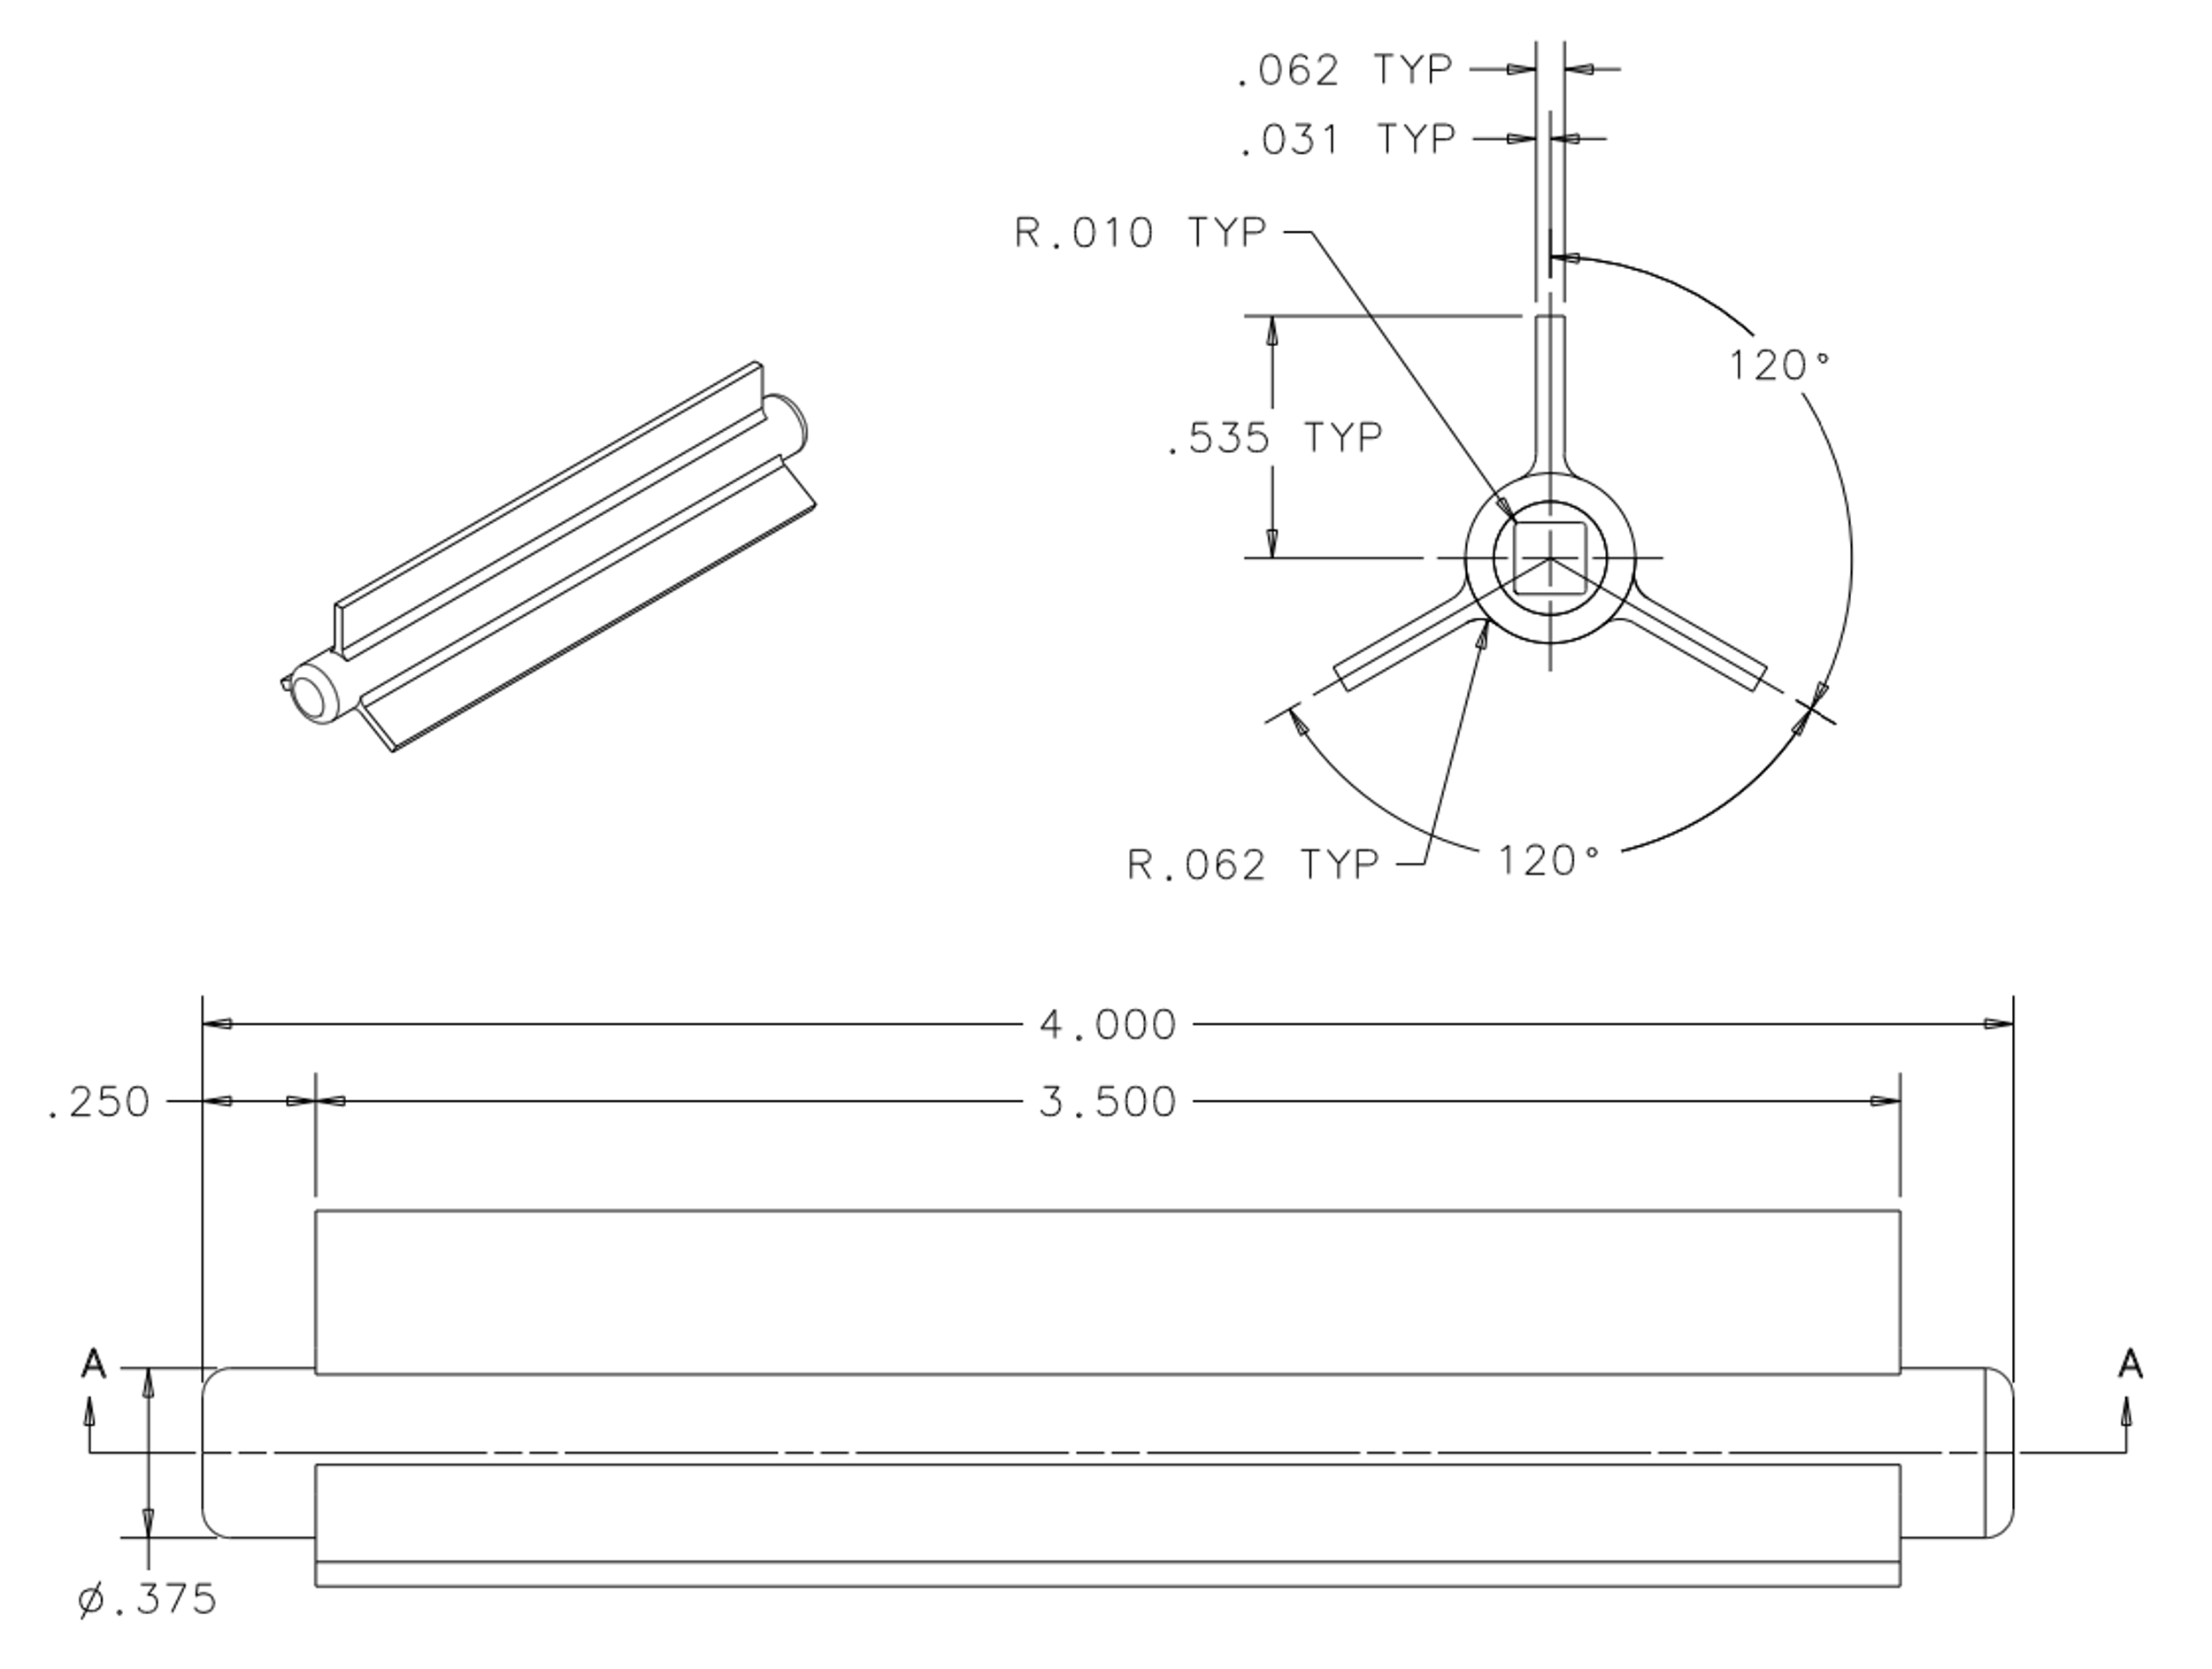 .062 TYP
.031 TYP
R.010 TYP
120°
.535 TYP
R.062 TYP
120°
4.000
.250
3.500
A
A
⌀.375